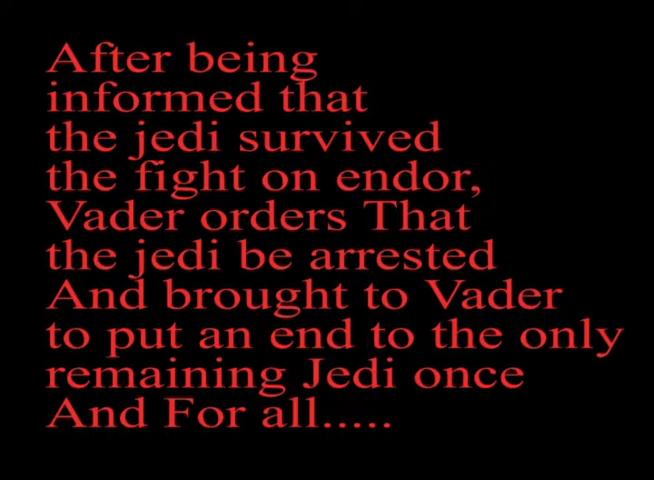 After being
informed that
the jedi survived
the fight on endor,
Vader orders That
the jedi be arrested
And brought to Vader
to put an end to the only
remaining Jedi once
And For all.....